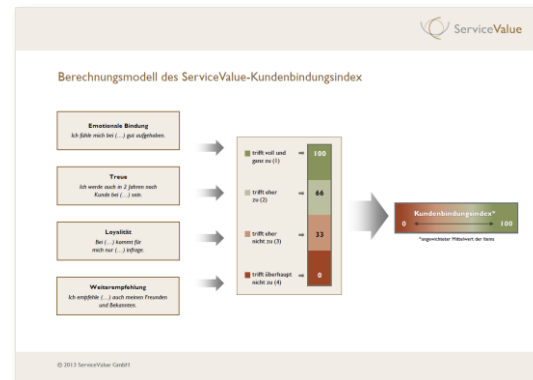 ServiceValue
Berechnungsmodell des ServiceValue-Kundenbindungsindex
Emotionale Bindung
Ich fühle mich bei (…) gut aufgehoben.
Treue
Ich werde auch in 2 Jahren noch
Kunde bei (…) sein.
Loyalität
Bei (…) kommt für
mich nur (…) infrage.
Weiterempfehlung
Ich empfehle (…) auch meinen Freunden
und Bekannten.
trifft voll und
ganz zu (1)
100
trifft eher
zu (2)
66
trifft eher
nicht zu (3)
33
trifft überhaupt
nicht zu (4)
0
Kundenbindungsindex*
0 100
*ungewichteter Mittelwert der Items
© 2013 ServiceValue GmbH